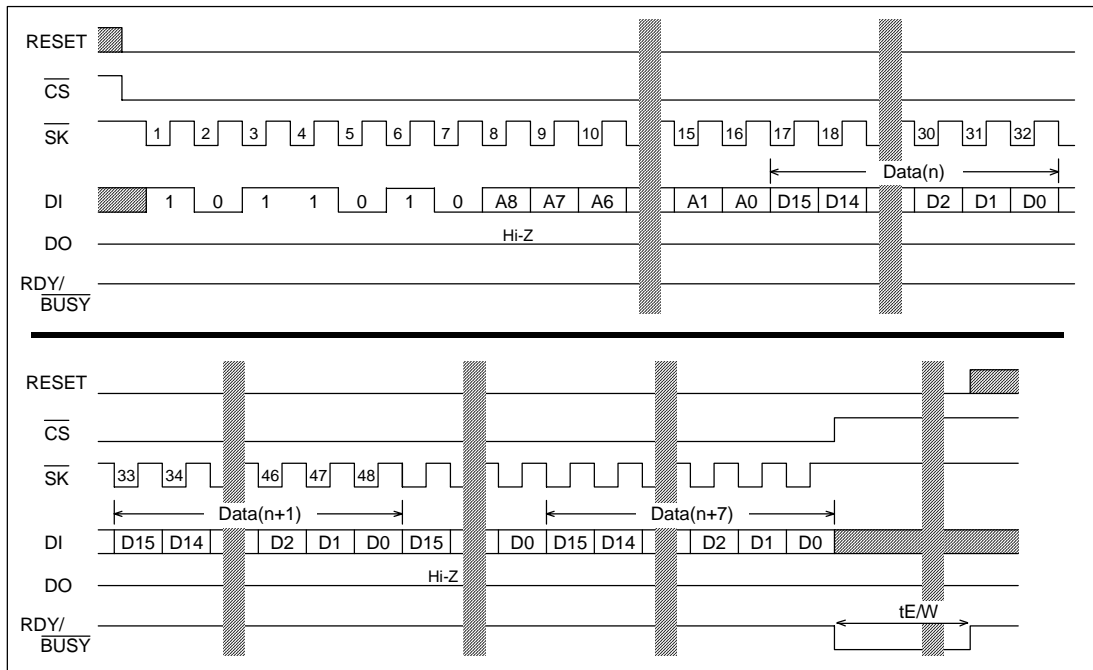 RESET
CS
SK 1 2 3 4 5 6 7 8 9 10 15 16 17 18 30 31 32
Data(n)
DI 1 0 1 1 0 1 0 A8 A7 A6 A1 A0 D15 D14 D2 D1 D0
Hi-Z
DO
RDY/
BUSY
RESET
CS
SK 33 34 46 47 48
Data(n+1) Data(n+7)
DI D15 D14 D2 D1 D0 D15 D0 D15 D14 D2 D1 D0
Hi-Z
DO
tE/W
RDY/
BUSY